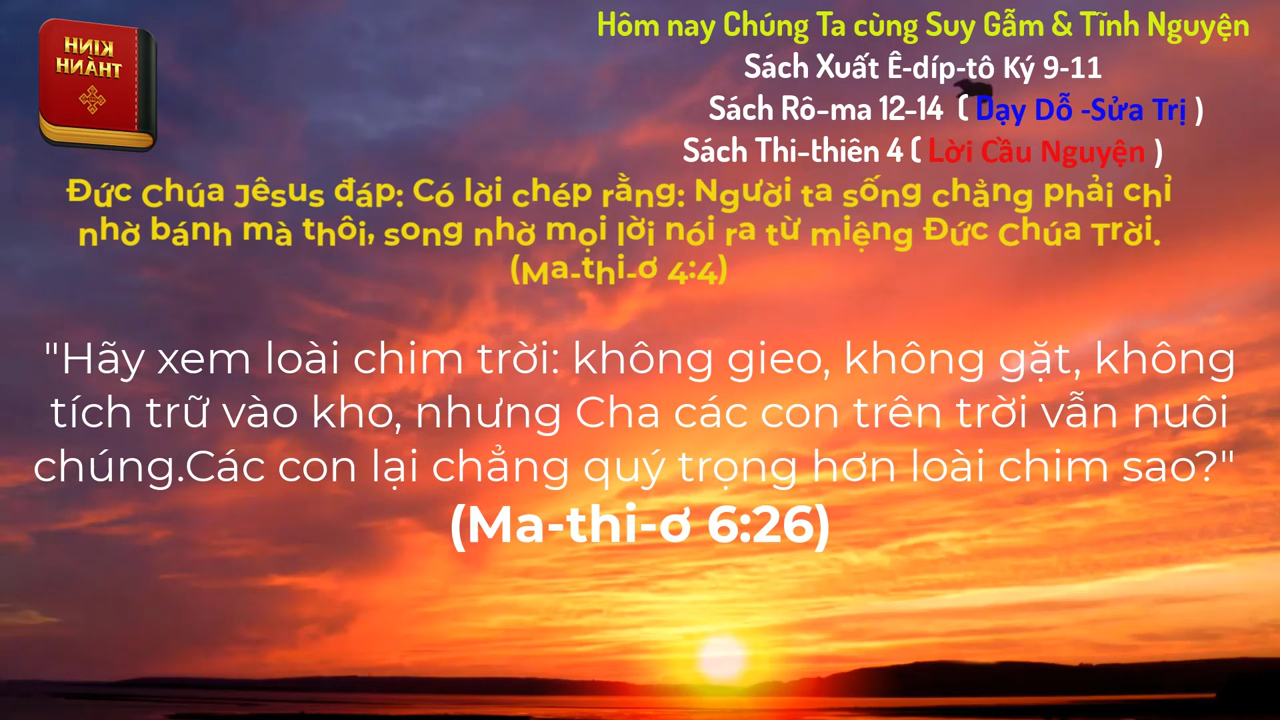 KINH
THÁNH
Hôm nay Chúng Ta cùng Suy Gẫm & Tĩnh Nguyện
Sách Xuất Ê-díp-tô Ký 9-11
Sách Rô-ma 12-14 ( Dạy Dỗ -Sửa Trị )
Sách Thi-thiên 4 ( Lời Cầu Nguyện )
Đức Chúa Jêsus đáp: Có lời chép rằng: Người ta sống chẳng phải chỉ
nhờ bánh mà thôi, song nhờ mọi lời nói ra từ miệng Đức Chúa Trời.
(Ma-thi-ơ 4:4)
"Hãy xem loài chim trời: không gieo, không gặt, không
tích trữ vào kho, nhưng Cha các con trên trời vẫn nuôi
chúng.Các con lại chẳng quý trọng hơn loài chim sao?"
(Ma-thi-ơ 6:26)